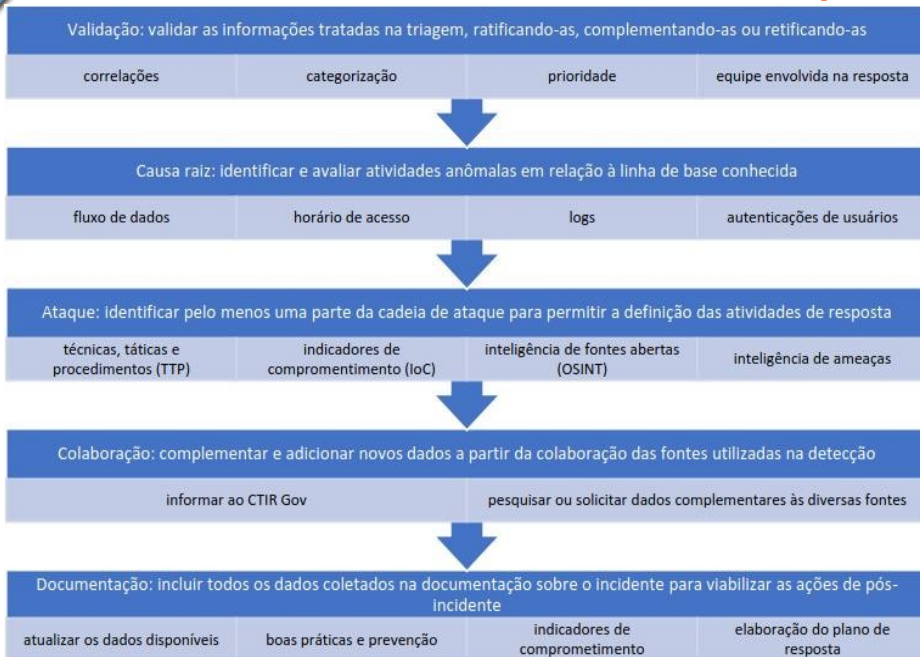 Validação: validar as informações tratadas na triagem, ratificando-as, complementando-as ou retificando-as
correlações
categorização
prioridade
equipe envolvida na resposta
Causa raiz: identificar e avaliar atividades anômalas em relação à linha de base conhecida
fluxo de dados
horário de acesso
logs
autenticações de usuários
Ataque: identificar pelo menos uma parte da cadeia de ataque para permitir a definição das atividades de resposta
técnicas, táticas e
procedimentos (TTP)
indicadores de
compromentimento (IoC)
inteligência de fontes abertas
(OSINT)
inteligência de ameaças
Colaboração: complementar e adicionar novos dados a partir da colaboração das fontes utilizadas na detecção
informar ao CTIR Gov
pesquisar ou solicitar dados complementares às diversas fontes
Documentação: incluir todos os dados coletados na documentação sobre o incidente para viabilizar as ações de pós-
incidente
atualizar os dados disponíveis
boas práticas e prevenção
indicadores de
comprometimento
elaboração do plano de
resposta